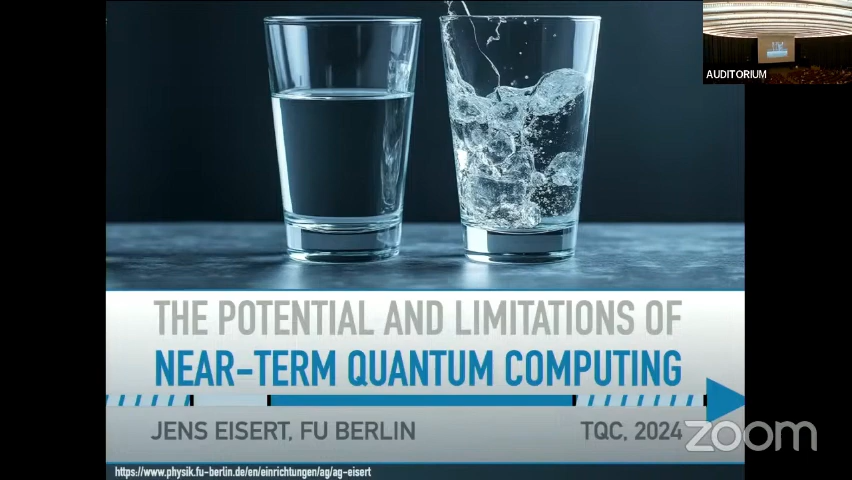 AUDITORIUM
THE POTENTIAL AND LIMITATIONS OF
NEAR-TERM QUANTUM COMPUTING
JENS EISERT, FU BERLIN
TQC, 2024
zoom
https://www.physik.fu-berlin.de/en/einrichtungen/ag/ag-eisert